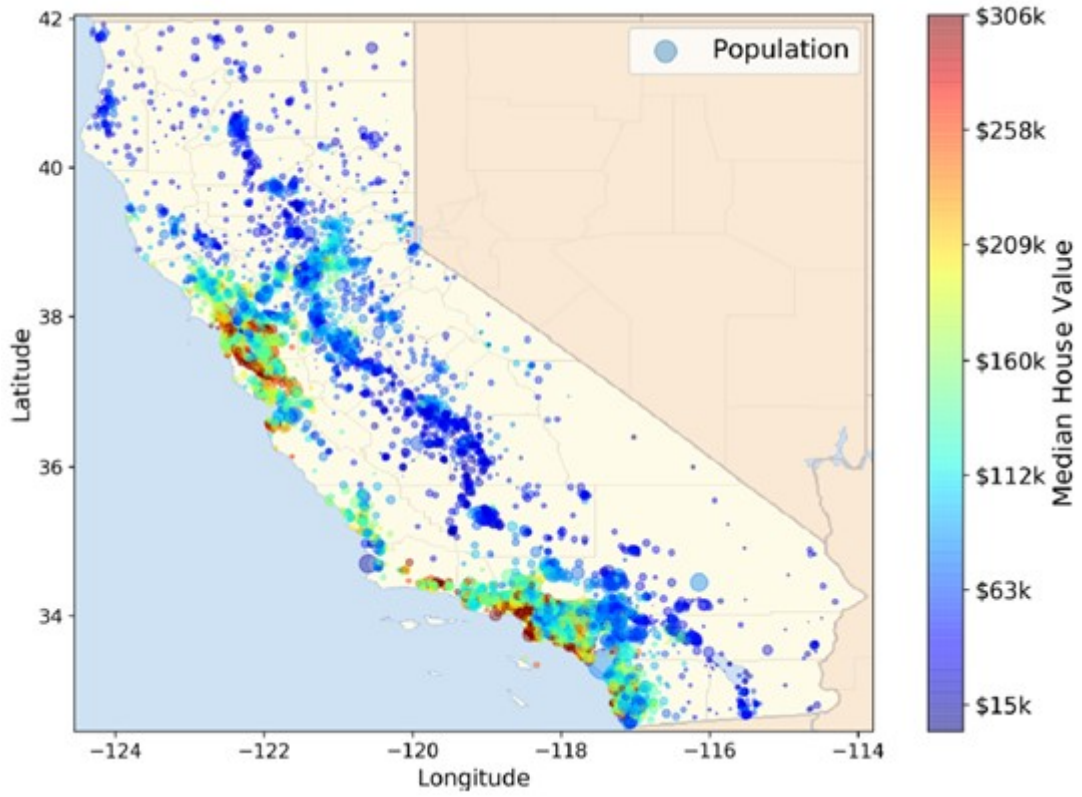 42
40
38
36
34
Latitude
−124
−122
−120
−118
−116
−114
Longitude
Population
$306k
$258k
$209k
$160k
$112k
$63k
$15k
Median House Value